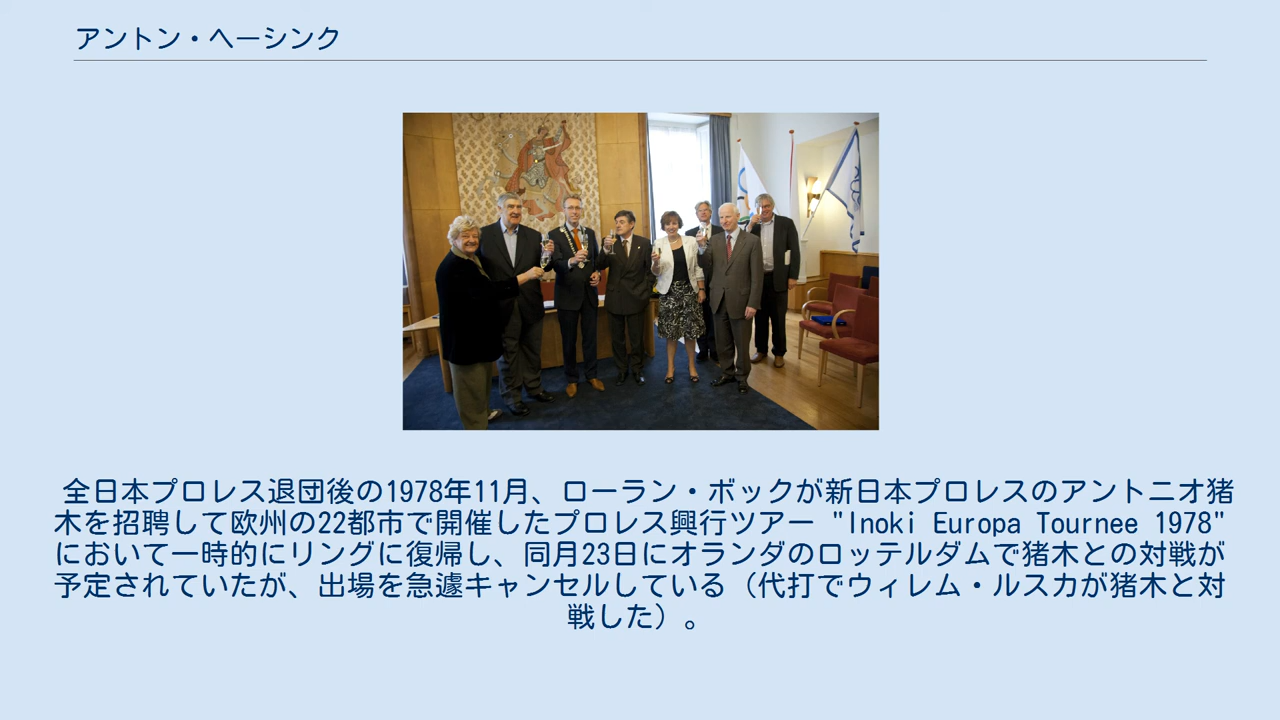 アントン・ヘーシンク
全日本プロレス退団後の1978年11月、ローラン・ボックが新日本プロレスのアントニオ猪
木を招聘して欧州の22都市で開催したプロレス興行ツアー "Inoki Europa Tournee 1978"
において一時的にリングに復帰し、同月23日にオランダのロッテルダムで猪木との対戦が
予定されていたが、出場を急遽キャンセルしている（代打でウィレム・ルスカが猪木と対
戦した）。